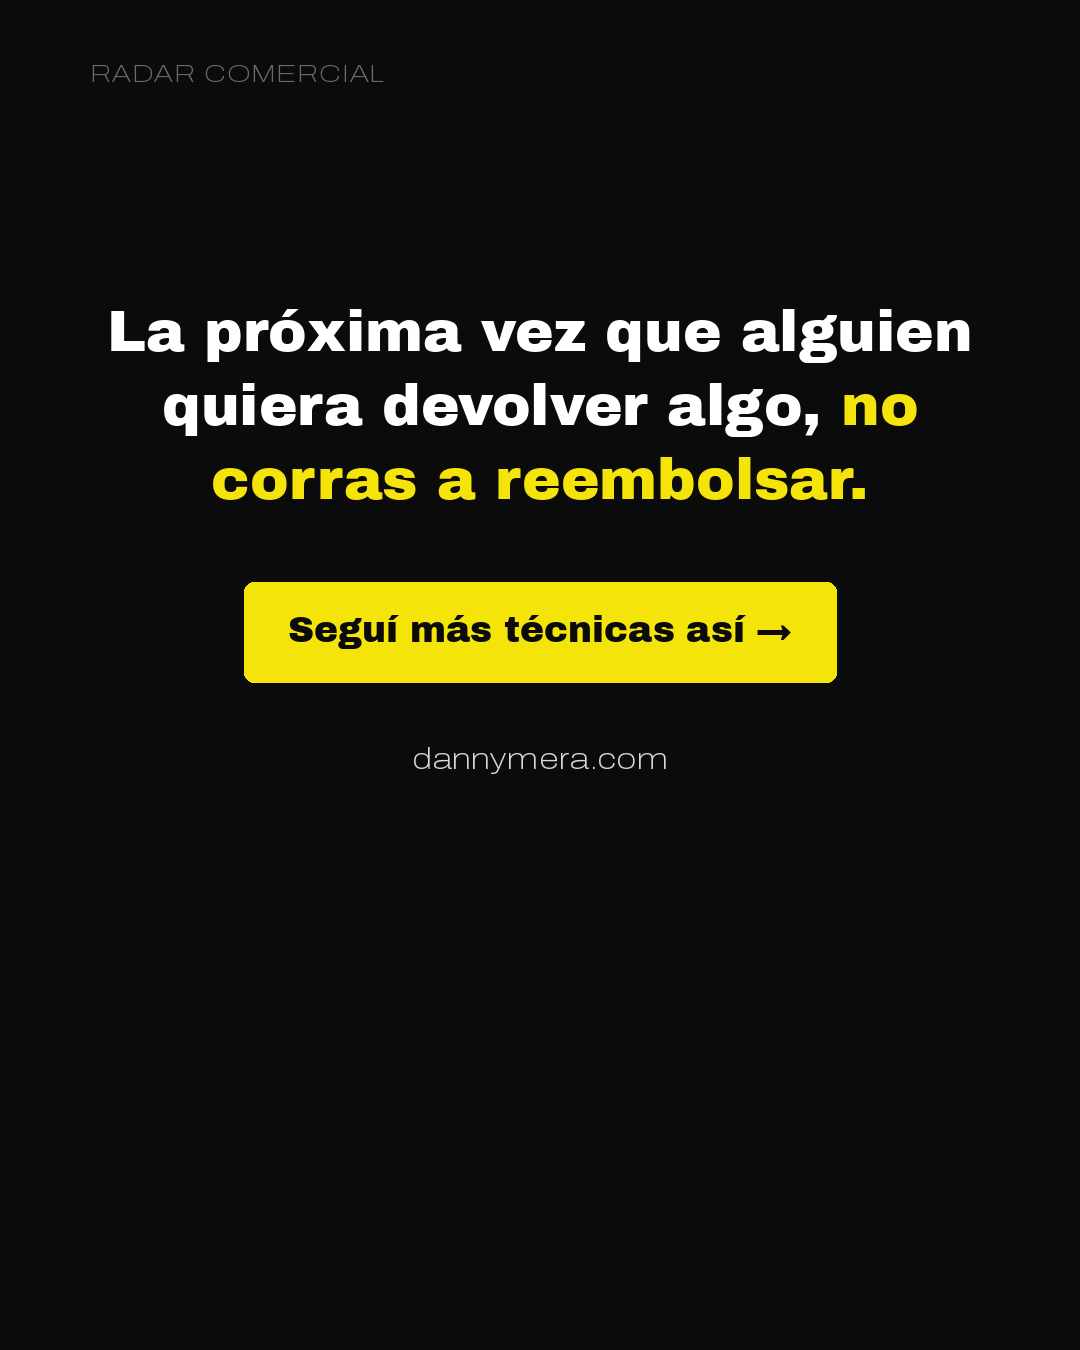 RADAR COMERCIAL
La próxima vez que alguien
quiera devolver algo, no
corras a reembolsar.
Seguí más técnicas así →
dannymera.com